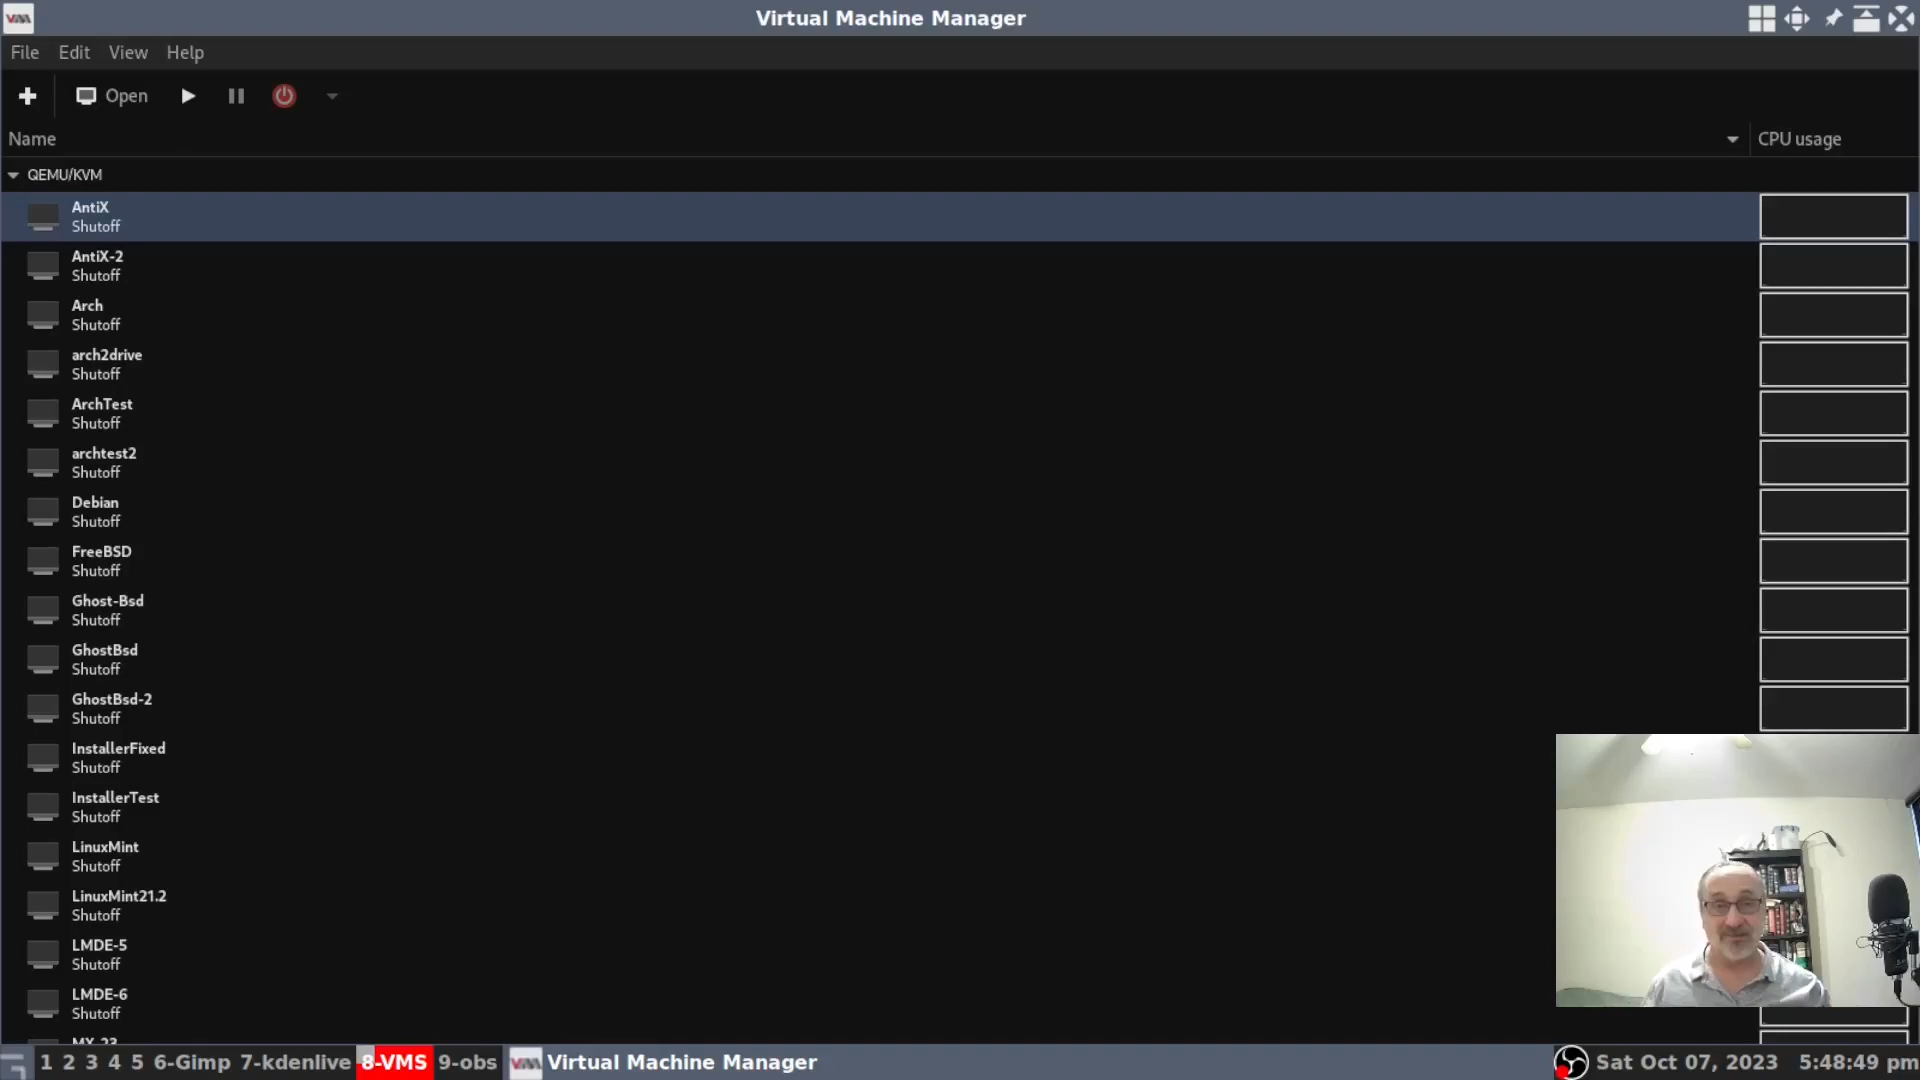 Virtual Machine Manager
File Edit View Help
Open
Name CPU usage
QEMU/KVM
AntiX
Shutoff
AntiX-2
Shutoff
Arch
Shutoff
arch2drive
Shutoff
ArchTest
Shutoff
archtest2
Shutoff
Debian
Shutoff
FreeBSD
Shutoff
Ghost-Bsd
Shutoff
GhostBsd
Shutoff
GhostBsd-2
Shutoff
InstallerFixed
Shutoff
InstallerTest
Shutoff
LinuxMint
Shutoff
LinuxMint21.2
Shutoff
LMDE-5
Shutoff
LMDE-6
Shutoff
MX-23
1 2 3 4 5 6-Gimp 7-kdenlive 8-VMS 9-obs Virtual Machine Manager Sat Oct 07, 2023 5:48:49 pm